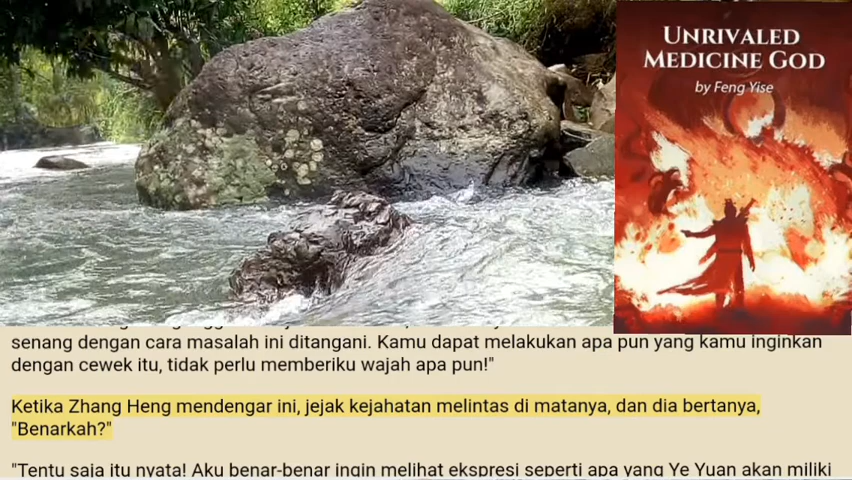 UNRIVALED
MEDICINE GOD
by Feng Yise
senang dengan cara masalah ini ditangani. Kamu dapat melakukan apa pun yang kamu inginkan
dengan cewek itu, tidak perlu memberiku wajah apa pun!"
Ketika Zhang Heng mendengar ini, jejak kejahatan melintas di matanya, dan dia bertanya,
"Benarkah?"
"Tentu saja itu nyata! Aku benar-benar ingin melihat ekspresi seperti apa yang Ye Yuan akan miliki